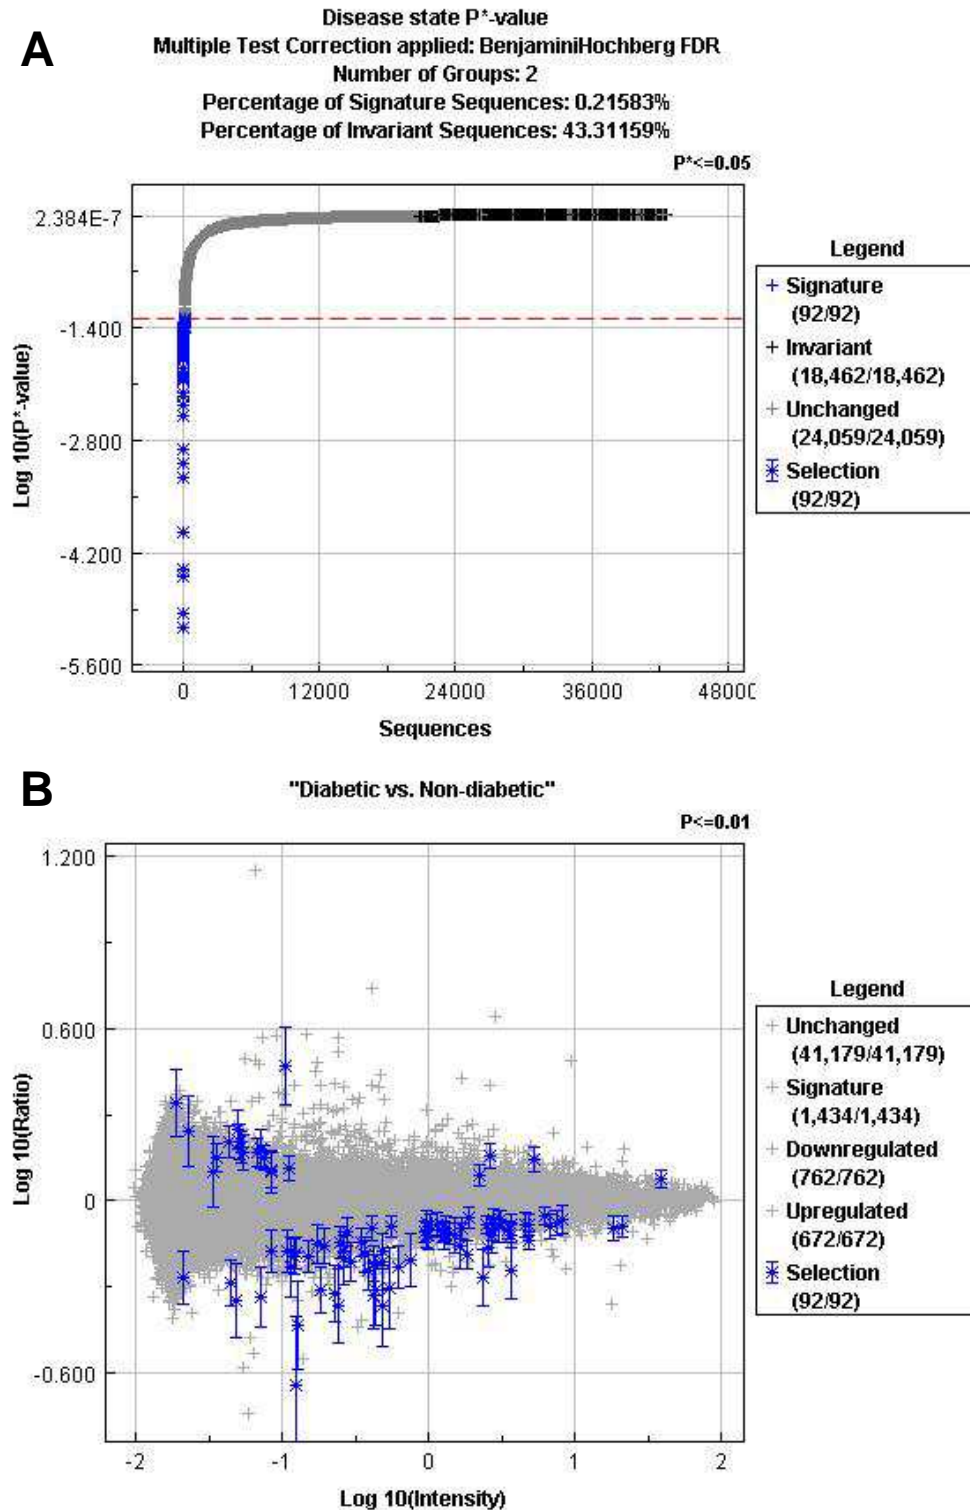 A
Disease state P*-value
Multiple Test Correction applied: BenjaminiHochberg FDR
Number of Groups: 2
Percentage of Signature Sequences: 0.21583%
Percentage of Invariant Sequences: 43.31159%
P*<=0.05
2.384E-7
-1.400
-2.800
-4.200
-5.600
Log 10(P*-value)
0 12000 24000 36000 4800
Sequences
Legend
Signature
(92/92)
Invariant
(18,462/18,462)
Unchanged
(24,059/24,059)
Selection
(92/92)
B
"Diabetic vs. Non-diabetic"
P<=0.01
1.200
0.600
0
-0.600
Log 10(Ratio)
-2 -1 0 1 2
Log 10(Intensity)
Legend
Unchanged
(41,179/41,179)
Signature
(1,434/1,434)
Downregulated
(762/762)
Upregulated
(672/672)
Selection
(92/92)